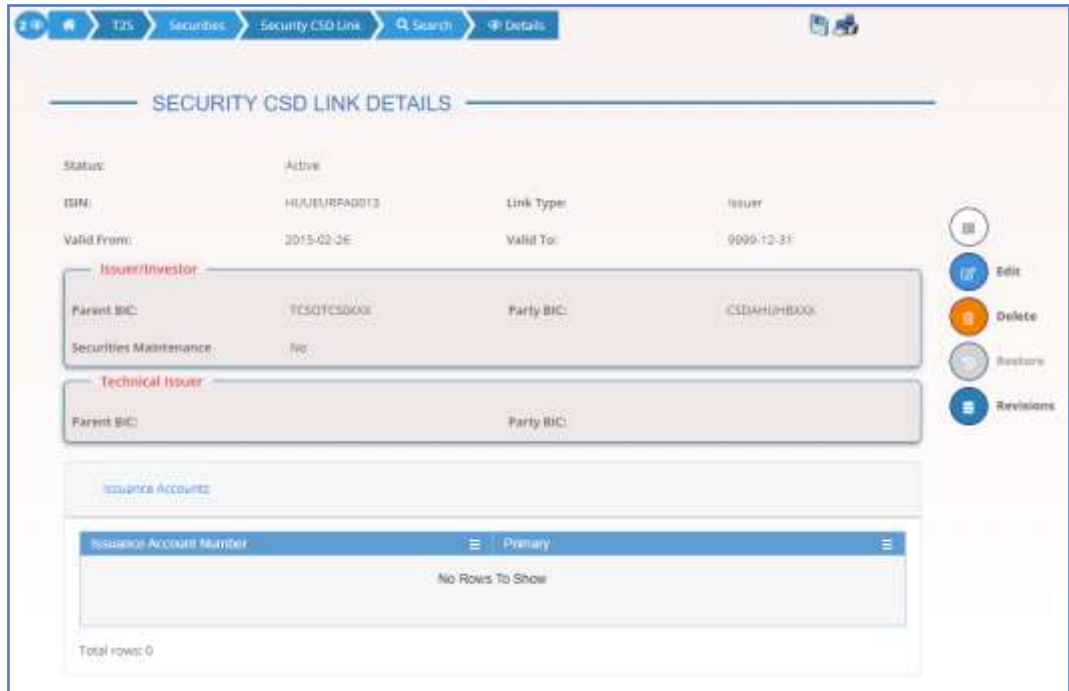 2
T2S Securities Security CSD Link Search Details
SECURITY CSD LINK DETAILS
Status: Active
ISIN: Link Type: Issuer
Valid From: 2015-02-26 Valid To: 9999-12-31
Issuer/Investor
Parent BIC: Party BIC:
Securities Maintenance No
Technical Issuer
Parent BIC: Party BIC:
Issuance Accounts
Issuance Account Number Primary
No Rows To Show
Total rows: 0
Edit
Delete
Restore
Revisions